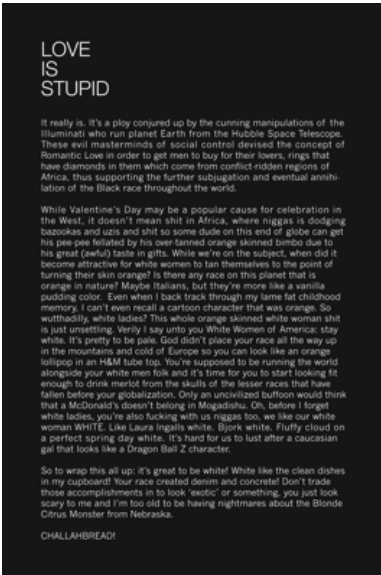 LOVE
IS
STUPID
It really is. It's a ploy conjured up by the cunning manipulations of the
Illuminati who run planet Earth from the Hubble Space Telescope.
These evil masterminds of social control devised the concept of
Romantic Love in order to get men to buy for their lovers, rings that
have diamonds in them which come from conflict-ridden regions of
Africa, thus supporting the further subjugation and eventual annihi-
lation of the Black race throughout the world.
While Valentine's Day may be a popular cause for celebration in
the West, it doesn't mean shit in Africa, where niggas is dodging
bazookas and uzis and shit so some dude on this end of globe can get
his pee-pee fellated by his over-tanned orange skinned bimbo due to
his great (awful) taste in gifts. While we're on the subject, when did it
become attractive for white women to tan themselves to the point of
turning their skin orange? Is there any race on this planet that is
orange in nature? Maybe Italians, but they're more like a vanilla
pudding color. Even when I back track through my lame fat childhood
memory, I can't even recall a cartoon character that was orange. So
wutthadilly, white ladies? This whole orange skinned white woman shit
is just unsettling. Verily I say unto you White Women of America: stay
white. It's pretty to be pale. God didn't place your race all the way up
in the mountains and cold of Europe so you can look like an orange
lollipop in an H&M tube top. You're supposed to be running the world
alongside your white men folk and it's time for you to start looking fit
enough to drink merlot from the skulls of the lesser races that have
fallen before your globalization. Only an uncivilized buffoon would think
that a McDonald's doesn't belong in Mogadishu. Oh, before I forget
white ladies, you're also fucking with us niggas too, we like our white
woman WHITE. Like Laura Ingalls white. Bjork white. Fluffy cloud on
a perfect spring day white. It's hard for us to lust after a caucasian
gal that looks like a Dragon Ball Z character.
So to wrap this all up: it's great to be white! White like the clean dishes
in my cupboard! Your race created denim and concrete! Don't trade
those accomplishments in to look 'exotic' or something, you just look
scary to me and I'm too old to be having nightmares about the Blonde
Citrus Monster from Nebraska.
CHALLAHBREAD!